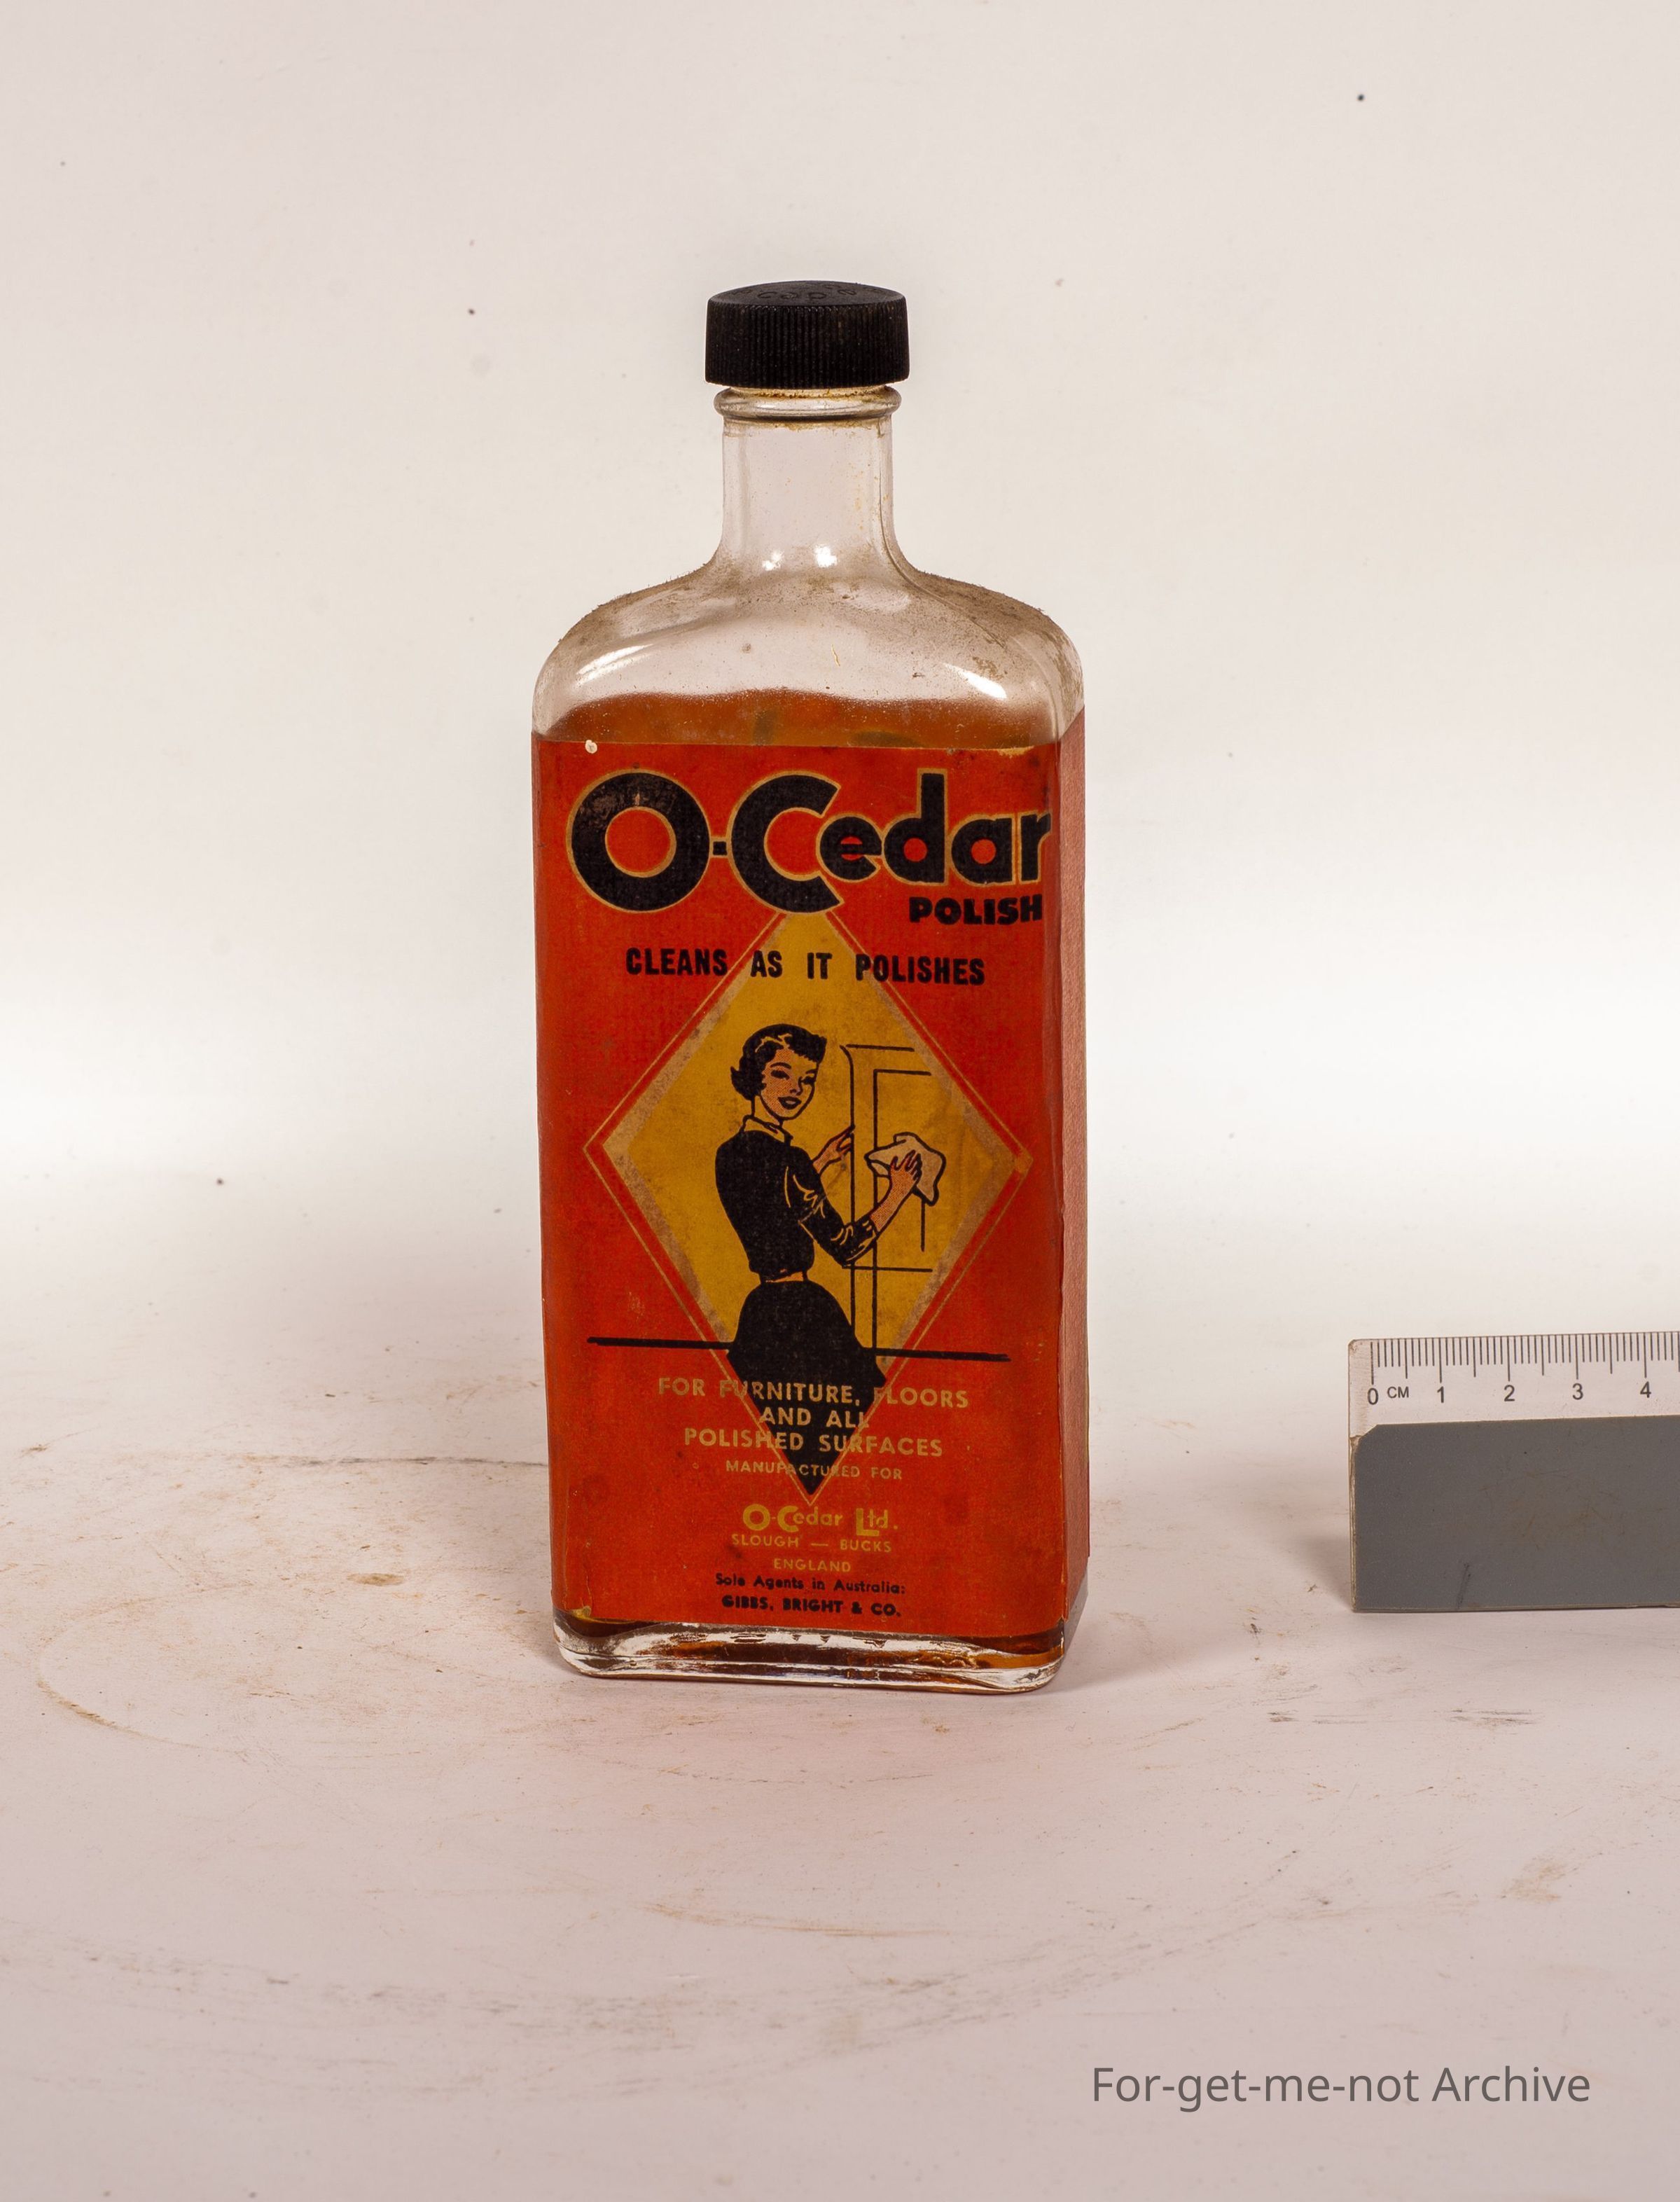 O-Cedar
POLISH
CLEANS AS IT POLISHES
FOR FURNITURE, FLOORS
AND ALL
POLISHED SURFACES
MANUFACTURED FOR
O-Cedar Ltd.
SLOUGH — BUCKS
ENGLAND
Sole Agents in Australia:
GIBBS, BRIGHT & CO.
0 CM 1 2 3 4
For-get-me-not Archive